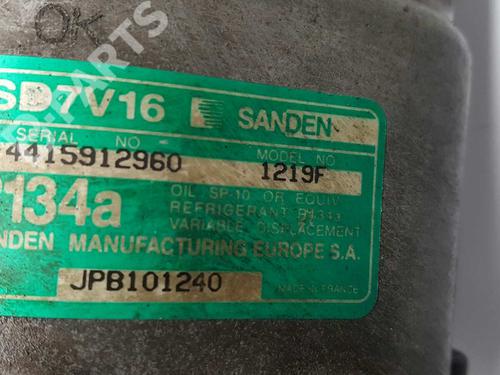 OK
SD7V16 SANDEN
SERIAL NO MODEL NO
4415912960 1219F
134a
OIL SP-10 OR EQUIV
REFRIGERANT R134a
VARIABLE DISPLACEMENT
NDEN MANUFACTURING EUROPE S.A.
JPB101240 MADE IN FRANCE
PARTS